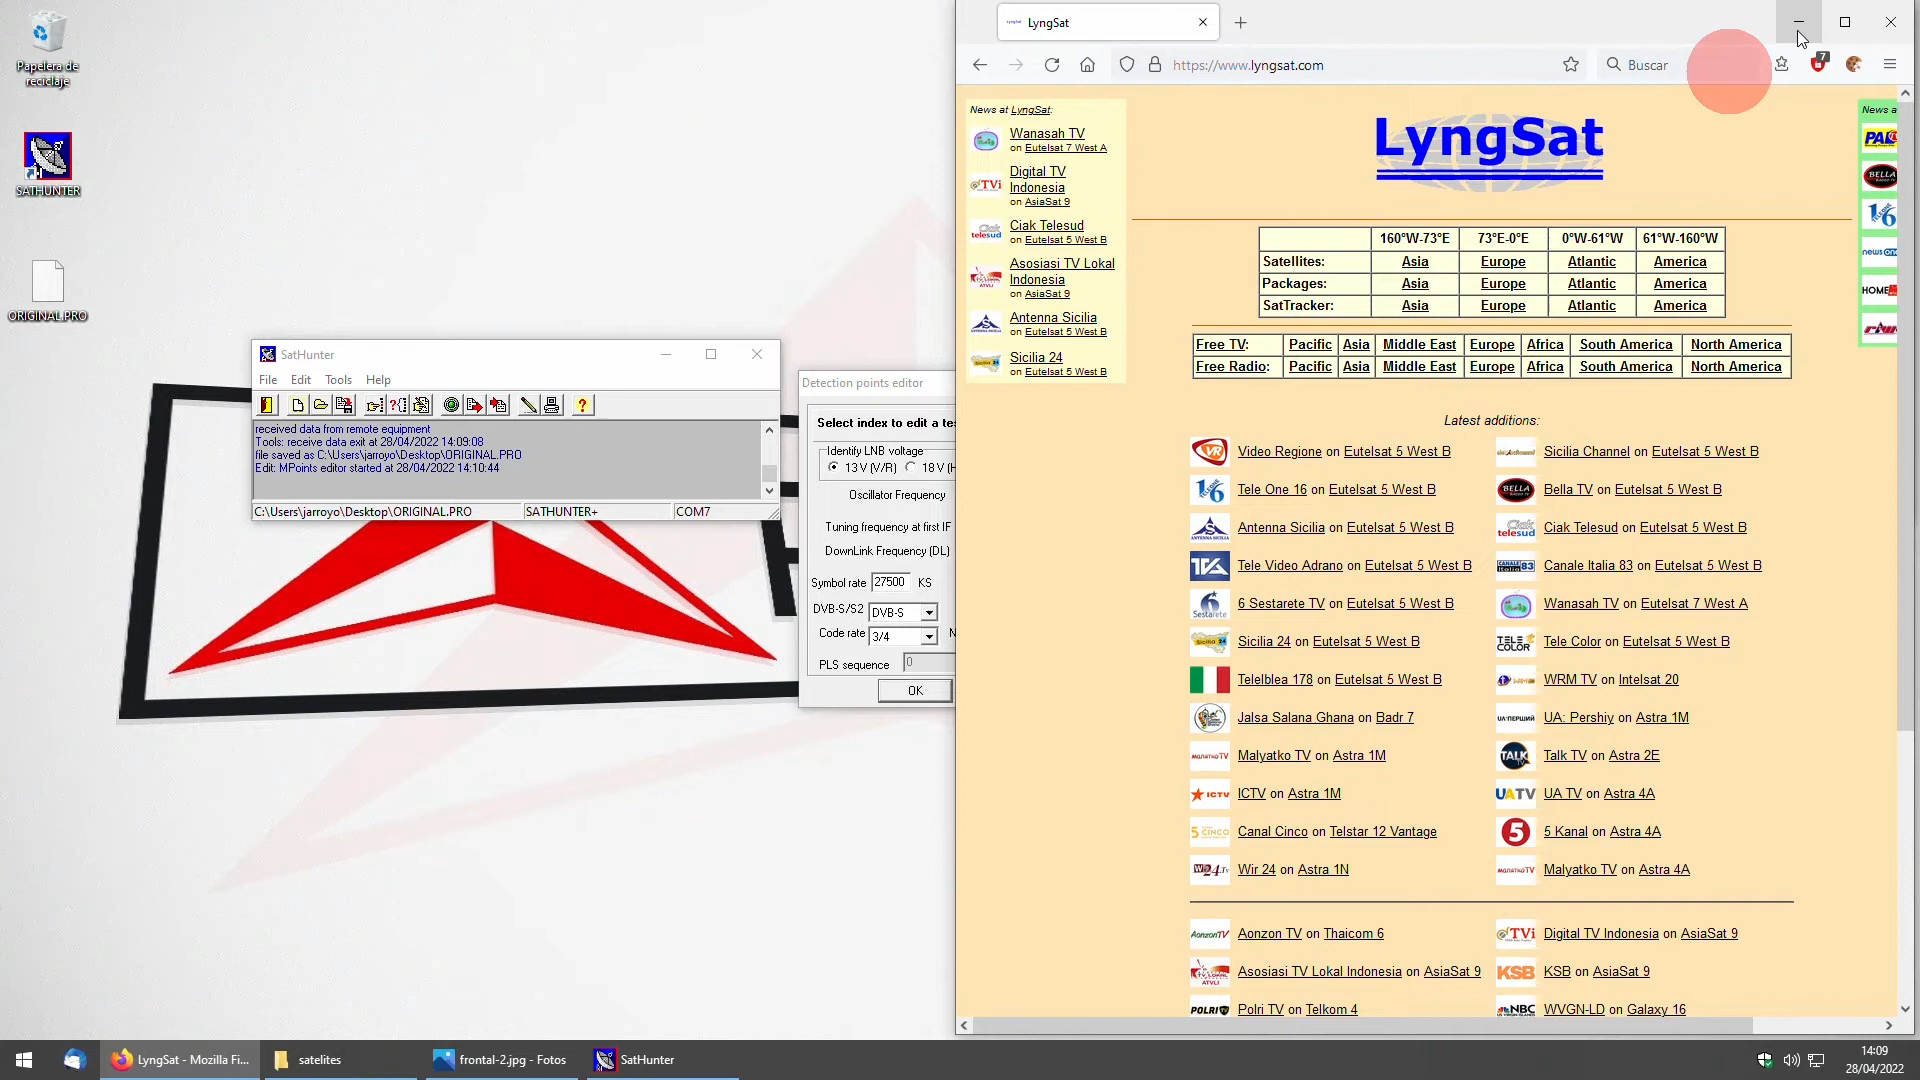 Papelera de
reciclaje
SATHUNTER
ORIGINAL.PRO
SatHunter
File Edit Tools Help
received data from remote equipment
Tools: receive data exit at 28/04/2022 14:09:08
file saved as C:\Users\jarroyo\Desktop\ORIGINAL.PRO
Edit: MPoints editor started at 28/04/2022 14:10:44
C:\Users\jarroyo\Desktop\ORIGINAL.PRO SATHUNTER+ COM7
Detection points editor
Select index to edit a te
Identify LNB voltage
13 V (V/R) 18 V (H
Oscillator Frequency
Tuning frequency at first IF
DownLink Frequency (DL)
Symbol rate 27500 KS
DVB-S/S2 DVB-S
Code rate 3/4 N
PLS sequence 0
OK
LyngSat
https://www.lyngsat.com
Buscar
7
News at LyngSat:
Wanasah TV
on Eutelsat 7 West A
Digital TV
Indonesia
on AsiaSat 9
Ciak Telesud
on Eutelsat 5 West B
Asosiasi TV Lokal
Indonesia
on AsiaSat 9
Antenna Sicilia
on Eutelsat 5 West B
Sicilia 24
on Eutelsat 5 West B
LyngSat
News a
160°W-73°E 73°E-0°E 0°W-61°W 61°W-160°W
Satellites: Asia Europe Atlantic America
Packages: Asia Europe Atlantic America
SatTracker: Asia Europe Atlantic America
Free TV: Pacific Asia Middle East Europe Africa South America North America
Free Radio: Pacific Asia Middle East Europe Africa South America North America
Latest additions:
Video Regione on Eutelsat 5 West B Sicilia Channel on Eutelsat 5 West B
Tele One 16 on Eutelsat 5 West B Bella TV on Eutelsat 5 West B
Antenna Sicilia on Eutelsat 5 West B Ciak Telesud on Eutelsat 5 West B
Tele Video Adrano on Eutelsat 5 West B Canale Italia 83 on Eutelsat 5 West B
6 Sestarete TV on Eutelsat 5 West B Wanasah TV on Eutelsat 7 West A
Sicilia 24 on Eutelsat 5 West B Tele Color on Eutelsat 5 West B
TeleIblea 178 on Eutelsat 5 West B WRM TV on Intelsat 20
Jalsa Salana Ghana on Badr 7 UA: Pershiy on Astra 1M
Malyatko TV on Astra 1M Talk TV on Astra 2E
ICTV on Astra 1M UA TV on Astra 4A
Canal Cinco on Telstar 12 Vantage 5 Kanal on Astra 4A
Wir 24 on Astra 1N Malyatko TV on Astra 4A
Aonzon TV on Thaicom 6 Digital TV Indonesia on AsiaSat 9
Asosiasi TV Lokal Indonesia on AsiaSat 9 KSB on AsiaSat 9
Polri TV on Telkom 4 WVGN-LD on Galaxy 16
LyngSat - Mozilla Fi... satelites frontal-2.jpg - Fotos SatHunter
14:09
28/04/2022